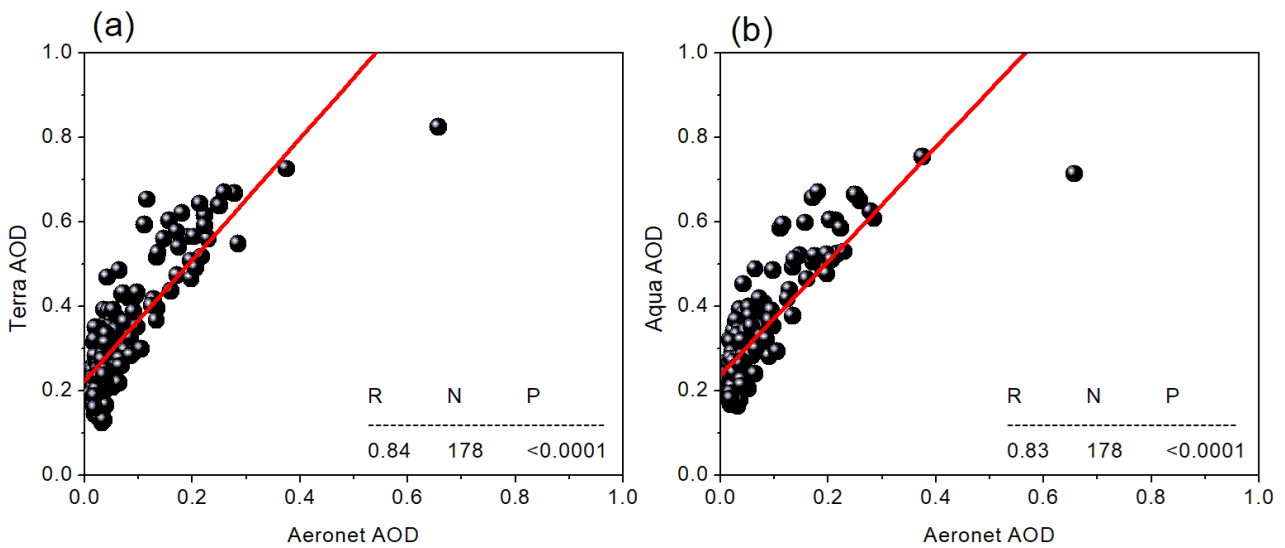 (a)
1.0
0.8
0.6
0.4
0.2
0.0
Terra AOD
R N P
--------------------------------
0.84 178 <0.0001
0.0 0.2 0.4 0.6 0.8 1.0
Aeronet AOD
(b)
1.0
0.8
0.6
0.4
0.2
0.0
Aqua AOD
R N P
--------------------------------
0.83 178 <0.0001
0.0 0.2 0.4 0.6 0.8 1.0
Aeronet AOD